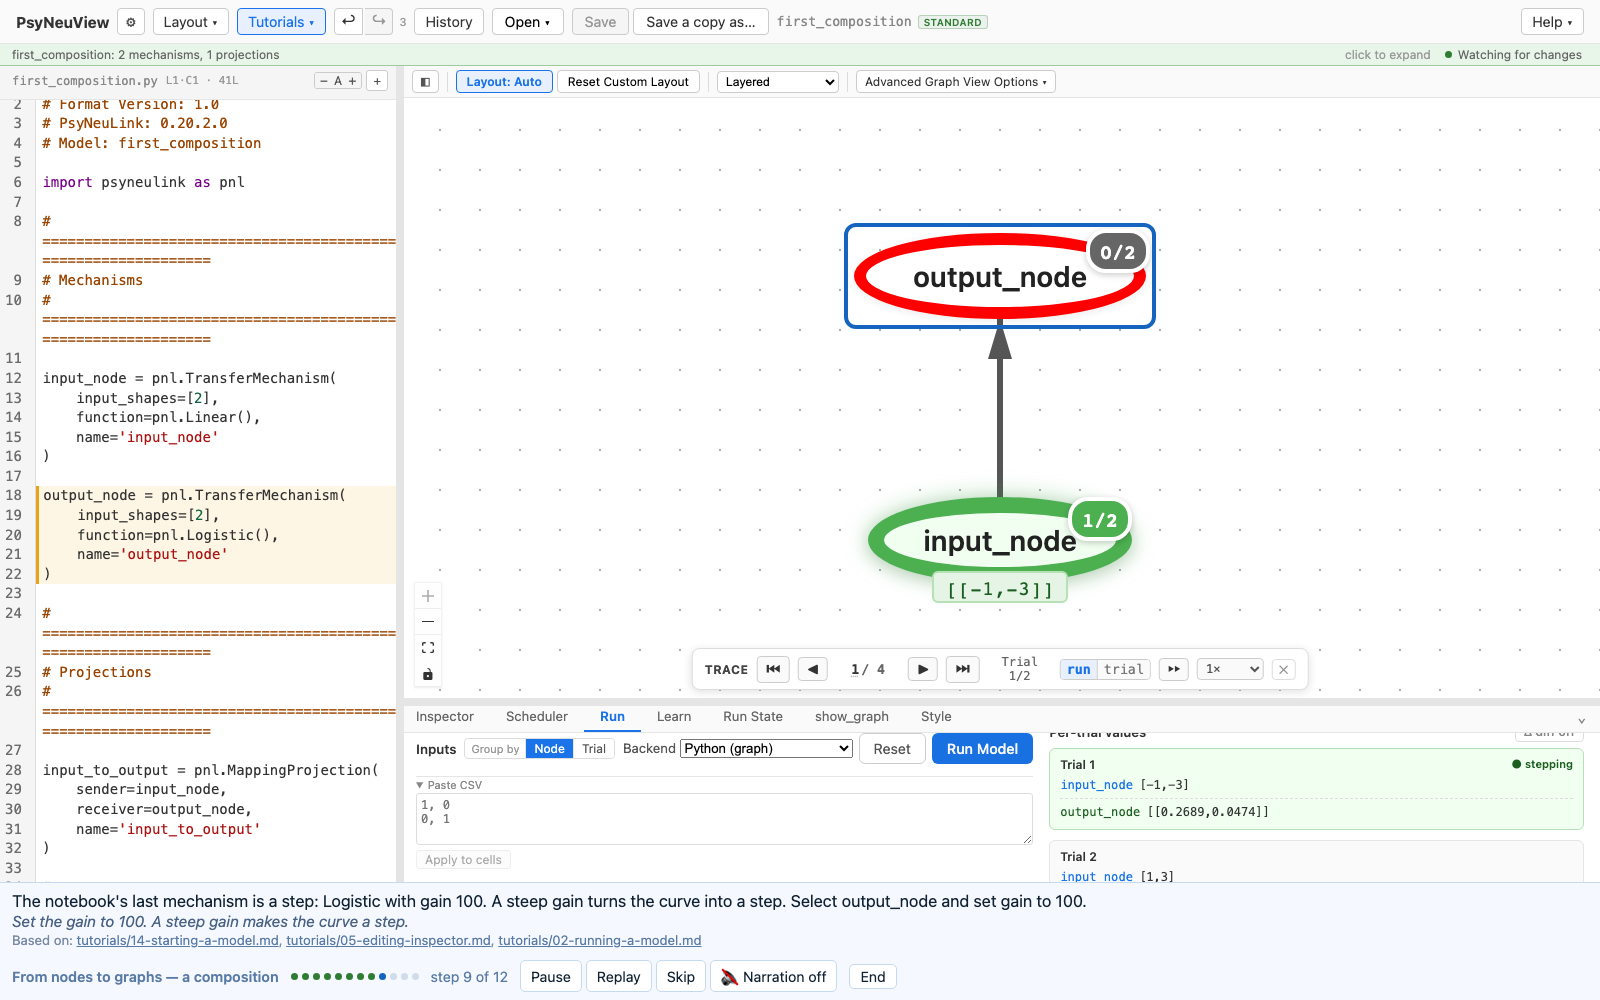 PsyNeuView
Layout ▾
Tutorials ▾
3
History
Open ▾
Save
Save a copy as...
first_composition
STANDARD
Help ▾
first_composition: 2 mechanisms, 1 projections
click to expand
Watching for changes
first_composition.py L1·C1 · 41L
− A +
+
Layout: Auto
Reset Custom Layout
Layered
Advanced Graph View Options ▾
2 # Format Version: 1.0
3 # PsyNeuLink: 0.20.2.0
4 # Model: first_composition
5
6 import psyneulink as pnl
7
8 #
==========================================
====================
9 # Mechanisms
10 #
==========================================
====================
11
12 input_node = pnl.TransferMechanism(
13 input_shapes=[2],
14 function=pnl.Linear(),
15 name='input_node'
16 )
17
18 output_node = pnl.TransferMechanism(
19 input_shapes=[2],
20 function=pnl.Logistic(),
21 name='output_node'
22 )
23
24 #
==========================================
====================
25 # Projections
26 #
==========================================
====================
27
28 input_to_output = pnl.MappingProjection(
29 sender=input_node,
30 receiver=output_node,
31 name='input_to_output'
32 )
33
0/2
output_node
1/2
input_node
[[-1,-3]]
TRACE
1 / 4
Trial
1/2
run
trial
1×
Inspector
Scheduler
Run
Learn
Run State
show_graph
Style
Inputs
Group by
Node
Trial
Backend
Python (graph)
Reset
Run Model
▼ Paste CSV
1, 0
0, 1
Apply to cells
Per-trial values
Trial 1
stepping
input_node [-1,-3]
output_node [[0.2689,0.0474]]
Trial 2
input_node [1,3]
The notebook's last mechanism is a step: Logistic with gain 100. A steep gain turns the curve into a step. Select output_node and set gain to 100.
Set the gain to 100. A steep gain makes the curve a step.
Based on: tutorials/14-starting-a-model.md, tutorials/05-editing-inspector.md, tutorials/02-running-a-model.md
From nodes to graphs — a composition
step 9 of 12
Pause
Replay
Skip
Narration off
End